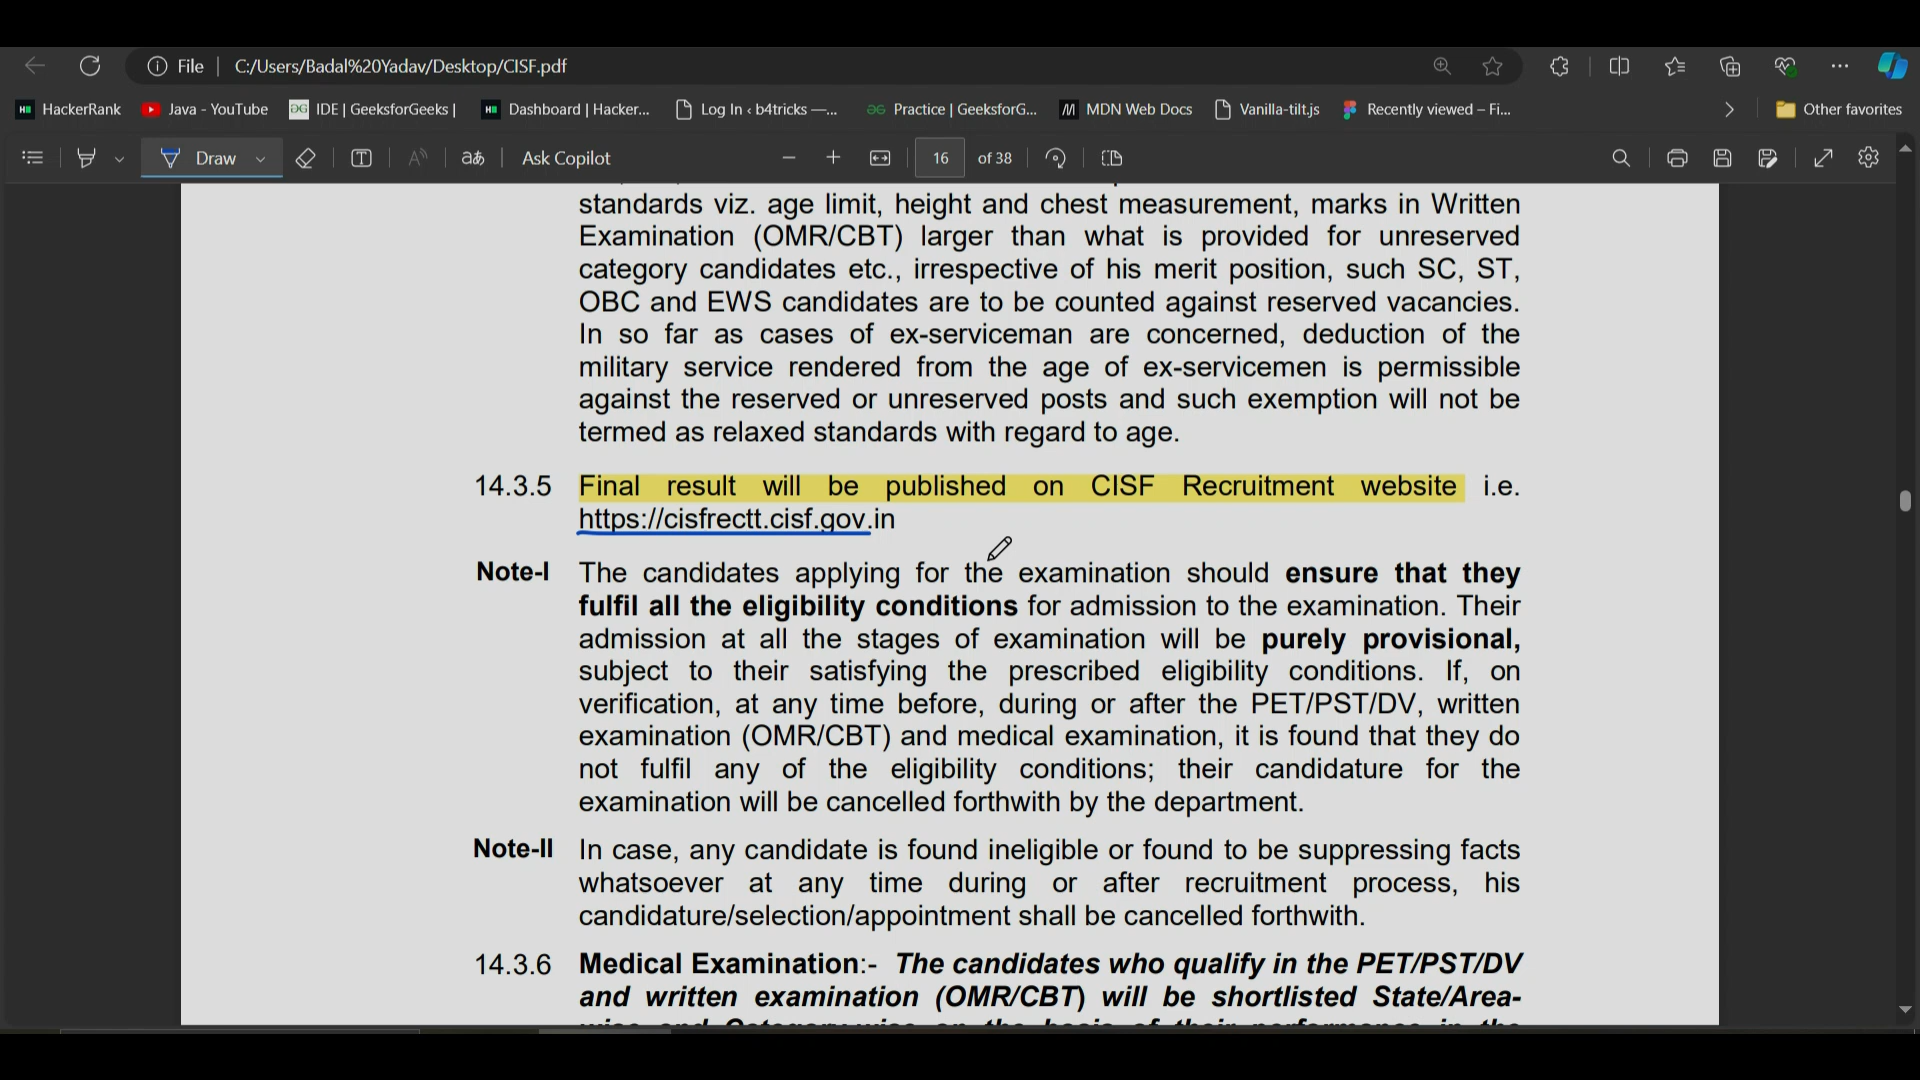 File
C:/Users/Badal%20Yadav/Desktop/CISF.pdf
HackerRank
Java - YouTube
IDE | GeeksforGeeks |
Dashboard | Hacker...
Log In ‹ b4tricks —...
Practice | GeeksforG...
MDN Web Docs
Vanilla-tilt.js
Recently viewed – Fi...
Other favorites
Draw
aあ
Ask Copilot
16
of 38
standards viz. age limit, height and chest measurement, marks in Written
Examination (OMR/CBT) larger than what is provided for unreserved
category candidates etc., irrespective of his merit position, such SC, ST,
OBC and EWS candidates are to be counted against reserved vacancies.
In so far as cases of ex-serviceman are concerned, deduction of the
military service rendered from the age of ex-servicemen is permissible
against the reserved or unreserved posts and such exemption will not be
termed as relaxed standards with regard to age.
14.3.5 Final result will be published on CISF Recruitment website i.e.
https://cisfrectt.cisf.gov.in
Note-I The candidates applying for the examination should ensure that they
fulfil all the eligibility conditions for admission to the examination. Their
admission at all the stages of examination will be purely provisional,
subject to their satisfying the prescribed eligibility conditions. If, on
verification, at any time before, during or after the PET/PST/DV, written
examination (OMR/CBT) and medical examination, it is found that they do
not fulfil any of the eligibility conditions; their candidature for the
examination will be cancelled forthwith by the department.
Note-II In case, any candidate is found ineligible or found to be suppressing facts
whatsoever at any time during or after recruitment process, his
candidature/selection/appointment shall be cancelled forthwith.
14.3.6 Medical Examination:- The candidates who qualify in the PET/PST/DV
and written examination (OMR/CBT) will be shortlisted State/Area-
wise and Category-wise on the basis of their performance in the